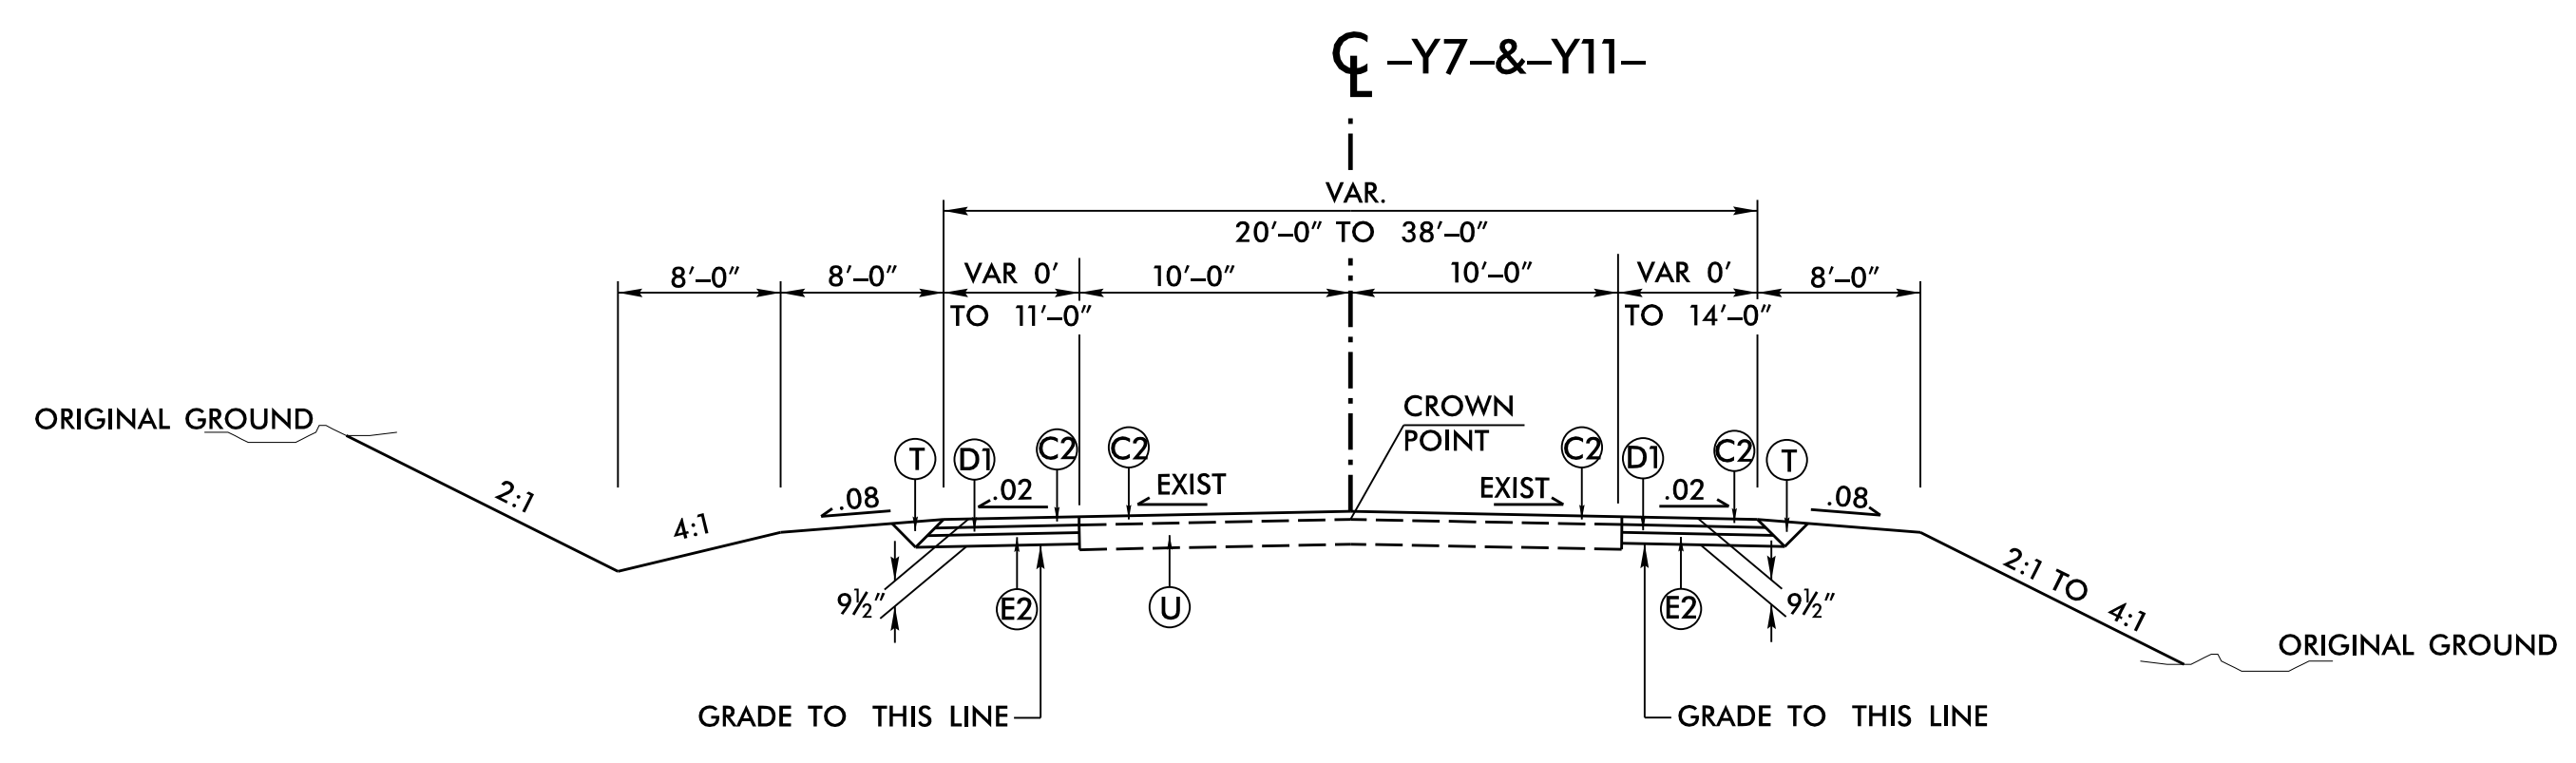 ℄ –Y7–&–Y11–
VAR.
20′–0″ TO 38′–0″
8′–0″ 8′–0″ VAR 0′ 10′–0″ 10′–0″ VAR 0′ 8′–0″
TO 11′–0″ TO 14′–0″
CROWN
POINT
ORIGINAL GROUND
T D1 C2 C2 C2 D1 C2 T
2:1 4:1 .08 .02 EXIST EXIST .02 .08 2:1 TO 4:1
9½″ E2 U E2 9½″
ORIGINAL GROUND
GRADE TO THIS LINE GRADE TO THIS LINE